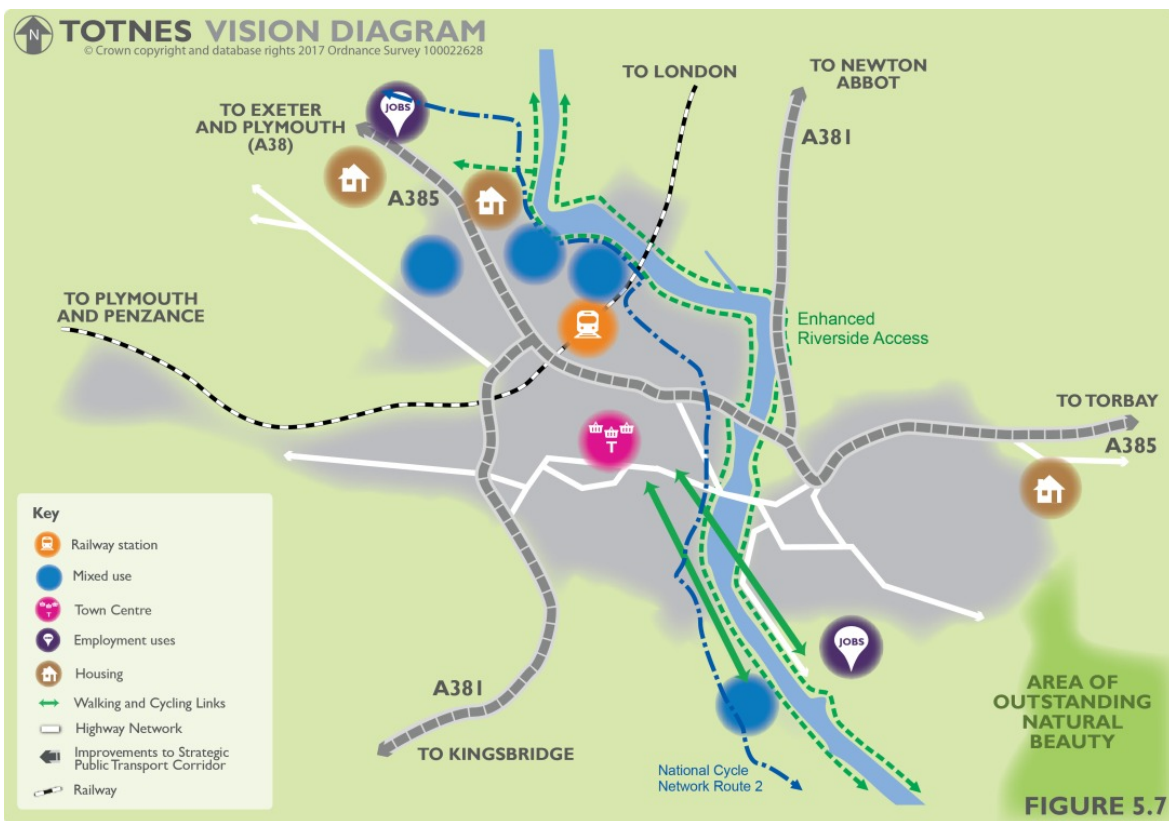 N
TOTNES VISION DIAGRAM
© Crown copyright and database rights 2017 Ordnance Survey 100022628
TO LONDON
TO NEWTON
ABBOT
TO EXETER
AND PLYMOUTH
(A38)
JOBS
A381
A385
TO PLYMOUTH
AND PENZANCE
Enhanced
Riverside Access
TO TORBAY
A385
T
Key
Railway station
Mixed use
T
Town Centre
Employment uses
Housing
Walking and Cycling Links
Highway Network
Improvements to Strategic
Public Transport Corridor
Railway
JOBS
A381
TO KINGSBRIDGE
National Cycle
Network Route 2
AREA OF
OUTSTANDING
NATURAL
BEAUTY
FIGURE 5.7